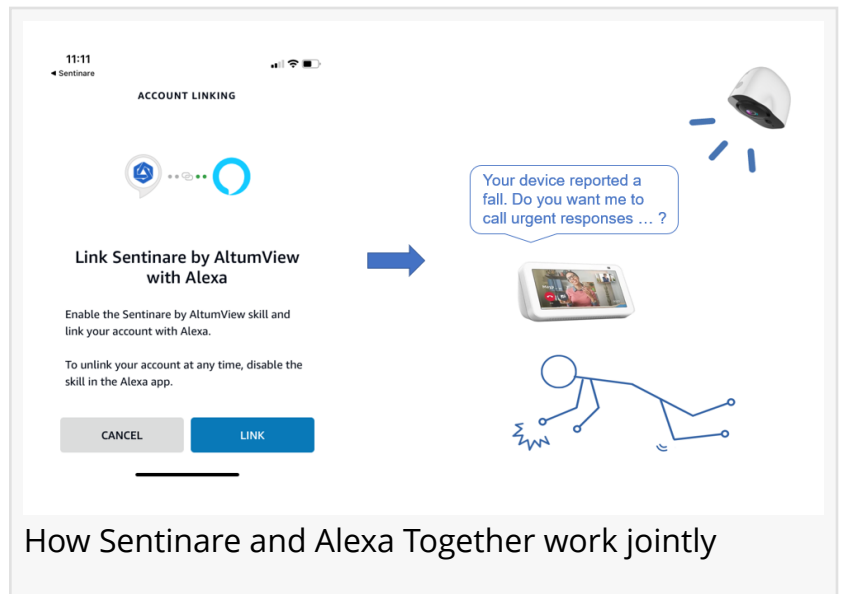 11:11
◀ Sentinare
ACCOUNT LINKING
Link Sentinare by AltumView
with Alexa
Enable the Sentinare by AltumView skill and
link your account with Alexa.
To unlink your account at any time, disable the
skill in the Alexa app.
CANCEL
LINK
Your device reported a
fall. Do you want me to
call urgent responses ... ?
How Sentinare and Alexa Together work jointly